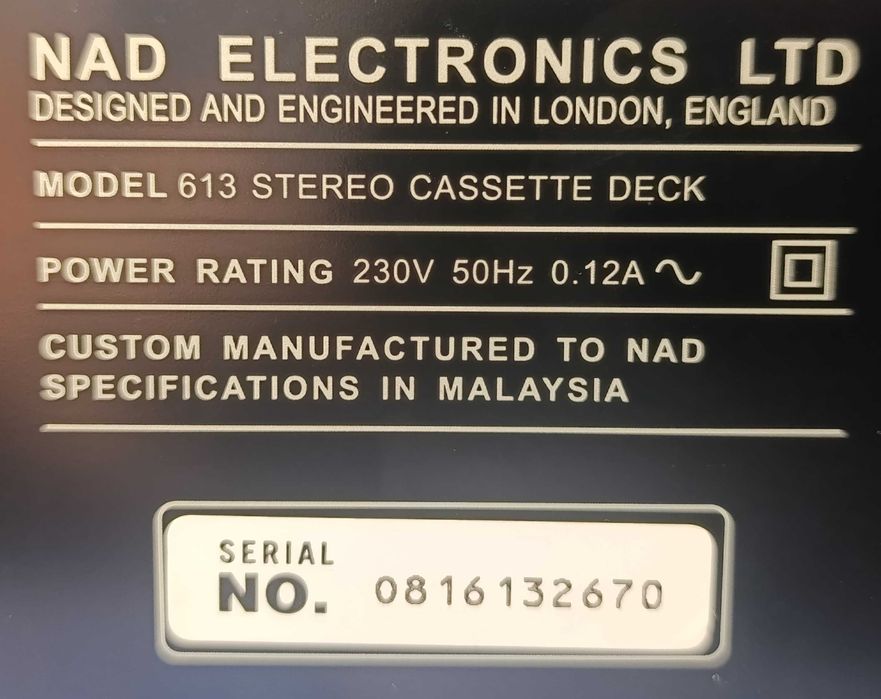 NAD ELECTRONICS LTD
DESIGNED AND ENGINEERED IN LONDON, ENGLAND
MODEL 613 STEREO CASSETTE DECK
POWER RATING 230V 50Hz 0.12A ∿
CUSTOM MANUFACTURED TO NAD
SPECIFICATIONS IN MALAYSIA
SERIAL
NO. 0816132670